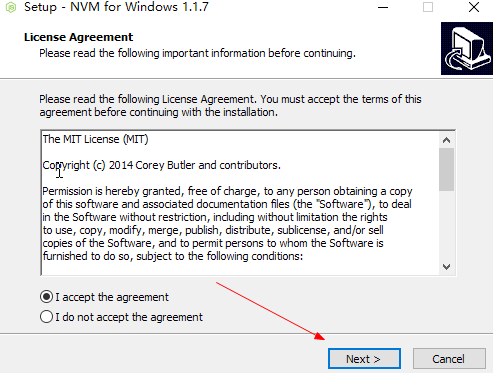 Setup - NVM for Windows 1.1.7
License Agreement
Please read the following important information before continuing.
Please read the following License Agreement. You must accept the terms of this
agreement before continuing with the installation.
The MIT License (MIT)
Copyright (c) 2014 Corey Butler and contributors.
Permission is hereby granted, free of charge, to any person obtaining a copy
of this software and associated documentation files (the "Software"), to deal
in the Software without restriction, including without limitation the rights
to use, copy, modify, merge, publish, distribute, sublicense, and/or sell
copies of the Software, and to permit persons to whom the Software is
furnished to do so, subject to the following conditions:
I accept the agreement
I do not accept the agreement
Next >
Cancel